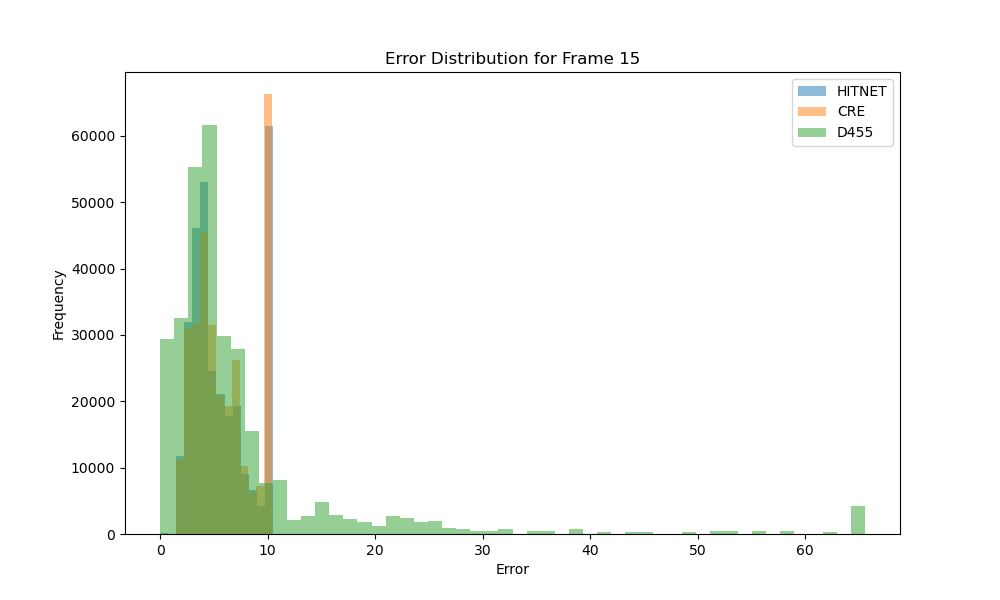 Error Distribution for Frame 15
HITNET
CRE
D455
60000
50000
40000
30000
20000
10000
0
Frequency
0 10 20 30 40 50 60
Error